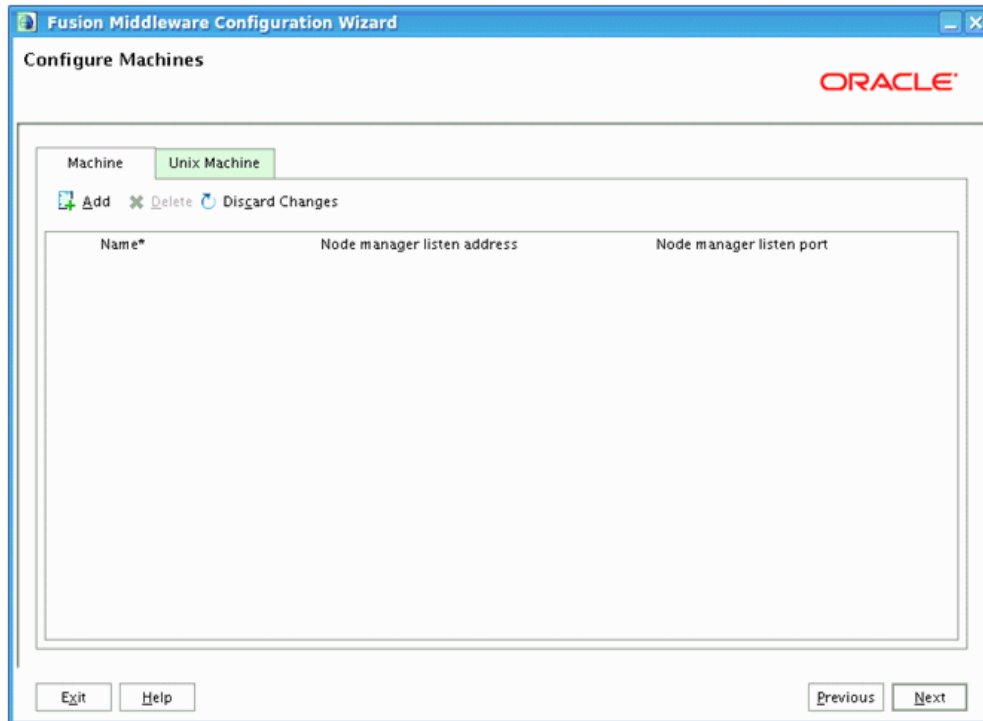 Fusion Middleware Configuration Wizard
Configure Machines
ORACLE
Machine Unix Machine
Add Delete Discard Changes
Name* Node manager listen address Node manager listen port
Exit Help Previous Next